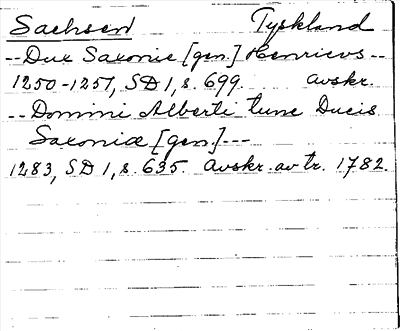 Sachsen Tyskland
--Dux Saxonie [gen.] Henricus--
1250-1251, SD 1, s. 699. Avskr.
--Domini Alberti tunc Ducis
Saxoniæ [gen.]---
1283, SD 1, s. 635. Avskr. av tr. 1782.